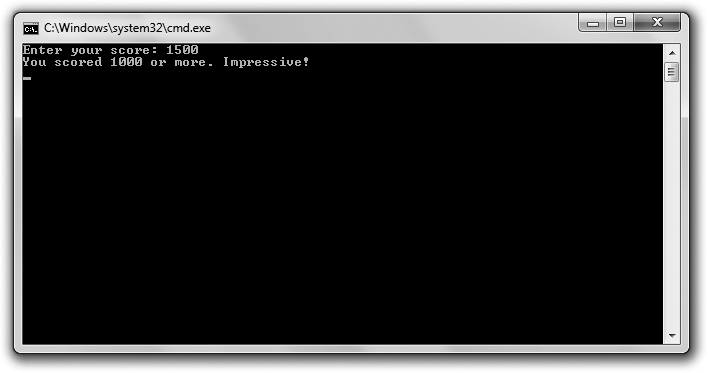 C:\Windows\system32\cmd.exe
Enter your score: 1500
You scored 1000 or more. Impressive!